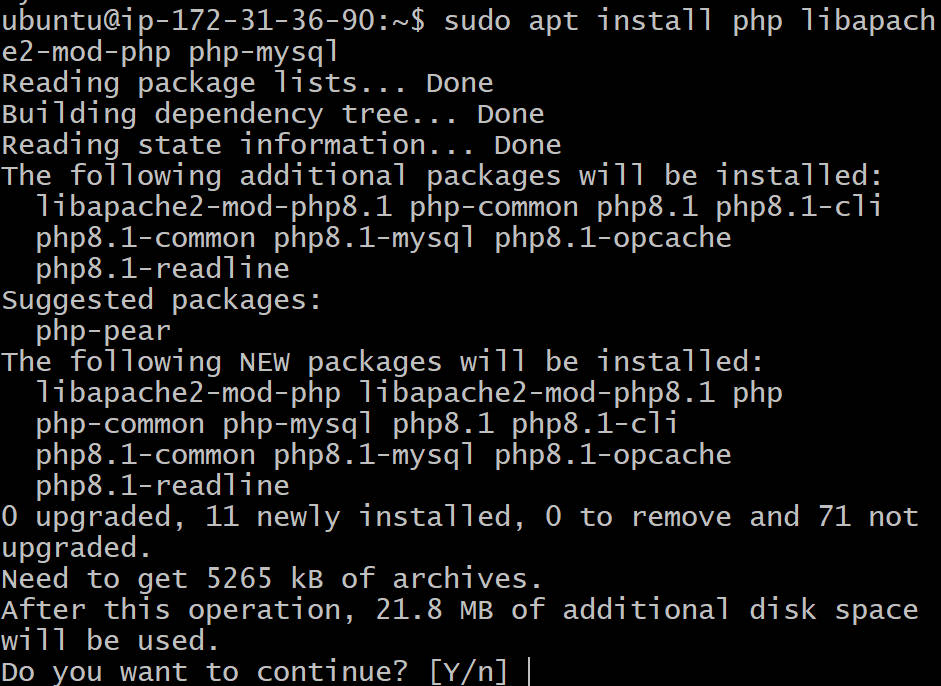 ubuntu@ip-172-31-36-90:~$ sudo apt install php libapach
e2-mod-php php-mysql
Reading package lists... Done
Building dependency tree... Done
Reading state information... Done
The following additional packages will be installed:
  libapache2-mod-php8.1 php-common php8.1 php8.1-cli
  php8.1-common php8.1-mysql php8.1-opcache
  php8.1-readline
Suggested packages:
  php-pear
The following NEW packages will be installed:
  libapache2-mod-php libapache2-mod-php8.1 php
  php-common php-mysql php8.1 php8.1-cli
  php8.1-common php8.1-mysql php8.1-opcache
  php8.1-readline
0 upgraded, 11 newly installed, 0 to remove and 71 not
upgraded.
Need to get 5265 kB of archives.
After this operation, 21.8 MB of additional disk space
will be used.
Do you want to continue? [Y/n]